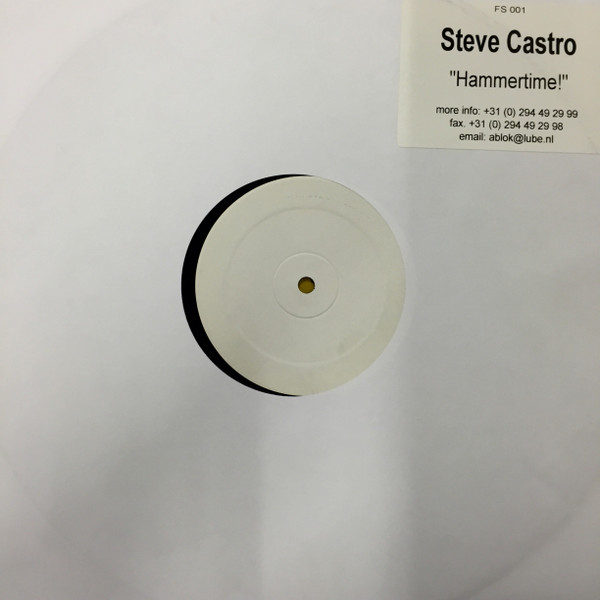 FS 001
Steve Castro
"Hammertime!"
more info: +31 (0) 294 49 29 99
fax. +31 (0) 294 49 29 98
email: ablok@lube.nl